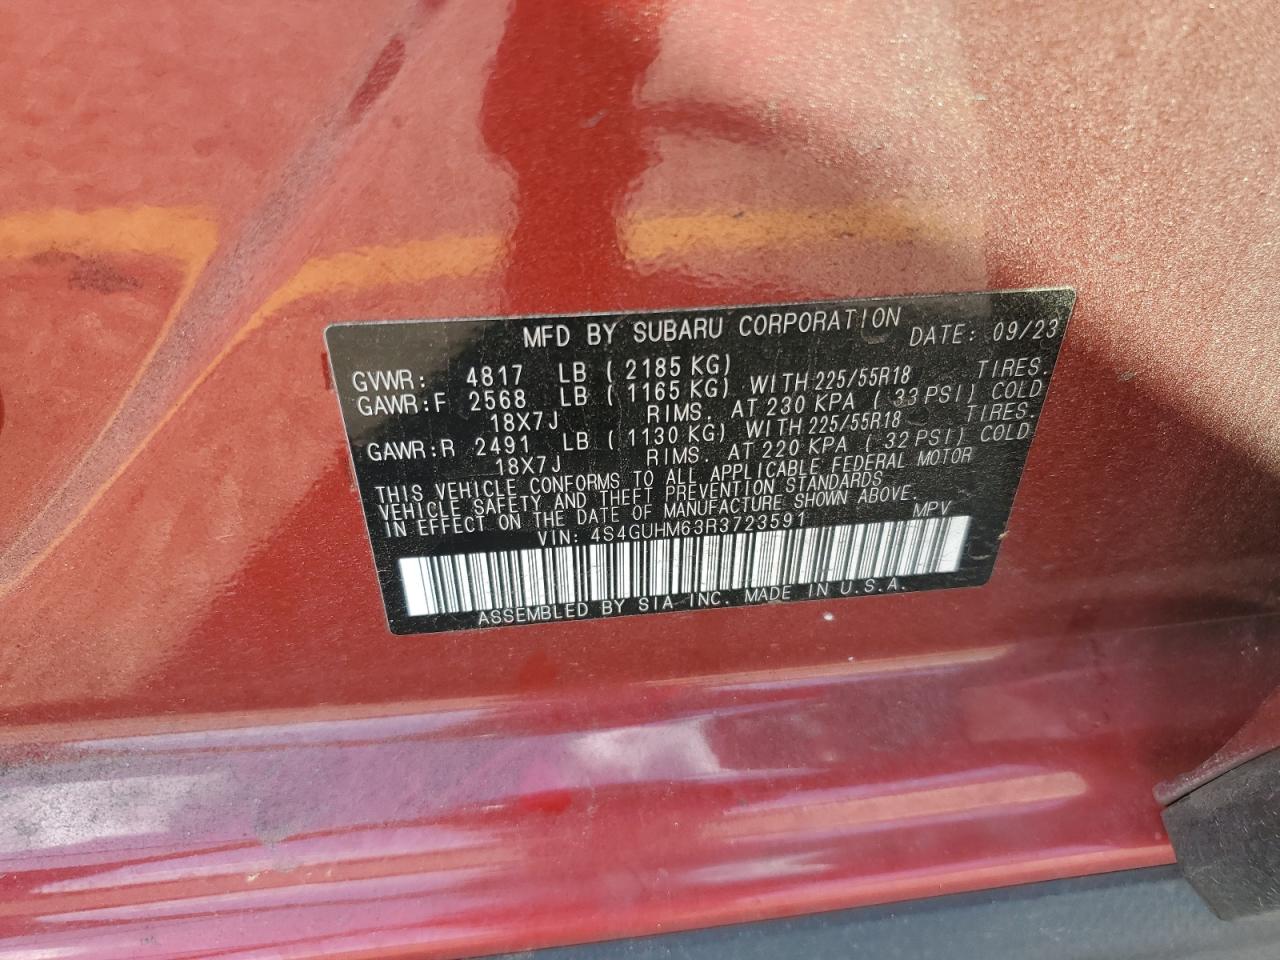 MFD BY SUBARU CORPORATION DATE: 09/23
GVWR: 4817 LB ( 2185 KG)
GAWR:F 2568 LB ( 1165 KG) WITH 225/55R18 TIRES.
18X7J RIMS. AT 230 KPA ( 33 PSI) COLD
GAWR:R 2491 LB ( 1130 KG) WITH 225/55R18 TIRES.
18X7J RIMS. AT 220 KPA ( 32 PSI) COLD
THIS VEHICLE CONFORMS TO ALL APPLICABLE FEDERAL MOTOR
VEHICLE SAFETY AND THEFT PREVENTION STANDARDS
IN EFFECT ON THE DATE OF MANUFACTURE SHOWN ABOVE.
VIN: 4S4GUHM63R3723591 MPV
ASSEMBLED BY SIA INC. MADE IN U.S.A.